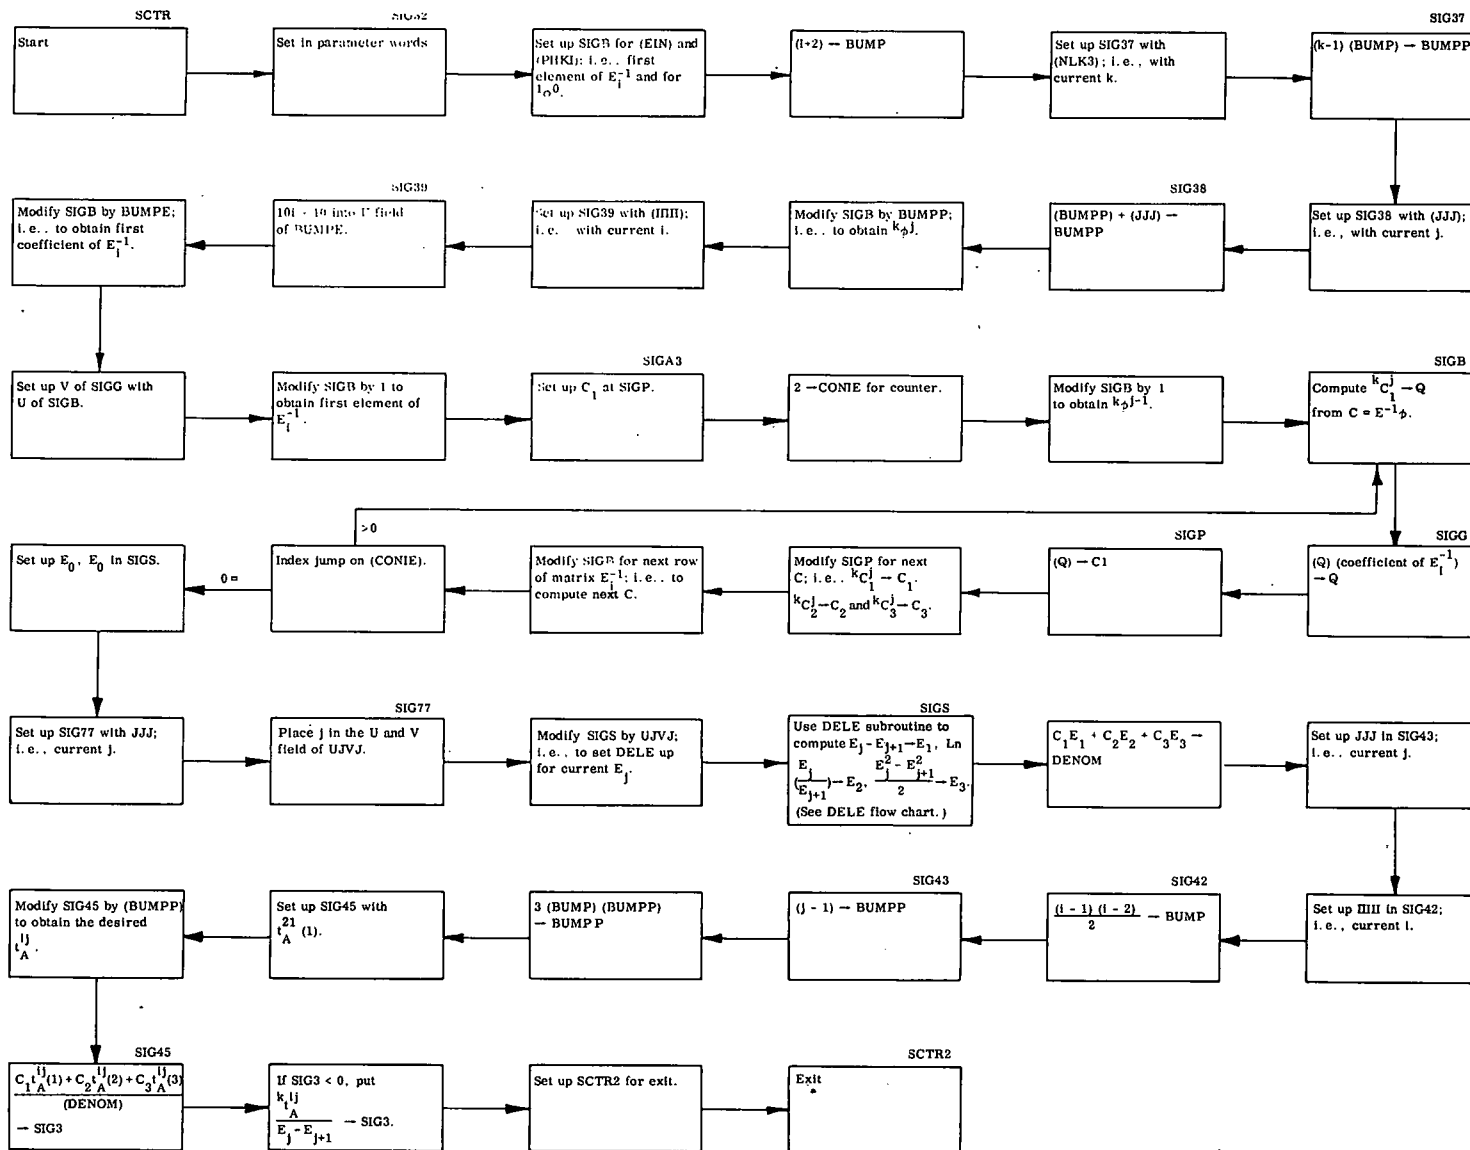 SCTR
Start
Set in parameter words
Set up SIGB for (EIN) and
(PHKI); i.e., first
element of E_i^-1 and for
(i+2) → BUMP
Set up SIG37 with
(NLK3); i.e., with
current k.
SIG37
(k-1) (BUMP) → BUMPP
Set up SIG38 with (JJJ);
i.e., with current j.
SIG38
(BUMPP) + (JJJ) →
BUMPP
Modify SIGB by BUMPP;
i.e. to obtain ^kφ^j.
Set up SIG39 with (IIII);
i.e. with current i.
SIG39
into U field
of BUMPE.
Modify SIGB by BUMPE;
i.e.. to obtain first
coefficient of E_i^-1.
Set up V of SIGG with
U of SIGB.
Modify SIGB by 1 to
obtain first element of
E_i^-1.
SIGA3
Set up C_1 at SIGP.
2 → CONIE for counter.
Modify SIGB by 1
to obtain ^kφ^j-1.
SIGB
Compute ^kC_1^j → Q
from C = E^-1φ.
>0
SIGG
(Q) (coefficient of E_i^-1)
→ Q
SIGP
(Q) → C1
Modify SIGP for next
C; i.e.. ^kC_1^j → C_1.
^kC_2^j → C_2 and ^kC_3^j → C_3.
Modify SIGB for next row
of matrix E_i^-1; i.e.. to
compute next C.
Index jump on (CONIE).
0 =
Set up E_0, E_0 in SIGS.
Set up SIG77 with JJJ;
i.e., current j.
SIG77
Place j in the U and V
field of UJVJ.
Modify SIGS by UJVJ;
i.e., to set DELE up
for current E_j.
SIGS
Use DELE subroutine to
compute E_j - E_j+1 → E_1, Ln
(E_j/E_j+1) → E_2, (E_j^2 - E_j+1^2)/2 → E_3.
(See DELE flow chart.)
C_1E_1 + C_2E_2 + C_3E_3 →
DENOM
Set up JJJ in SIG43;
i.e.. current j.
Set up IIII in SIG42;
i.e., current i.
SIG42
(i - 1) (i - 2)/2 → BUMP
SIG43
(j - 1) → BUMPP
3 (BUMP) (BUMPP)
→ BUMPP
Set up SIG45 with
t_A^21 (1).
Modify SIG45 by (BUMPP)
to obtain the desired
t_A^ij.
SIG45
C_1t_A^ij(1) + C_2t_A^ij(2) + C_3t_A^ij(3)
(DENOM)
→ SIG3
If SIG3 < 0, put
^kt_A^ij
E_j - E_j+1 → SIG3.
Set up SCTR2 for exit.
SCTR2
Exit